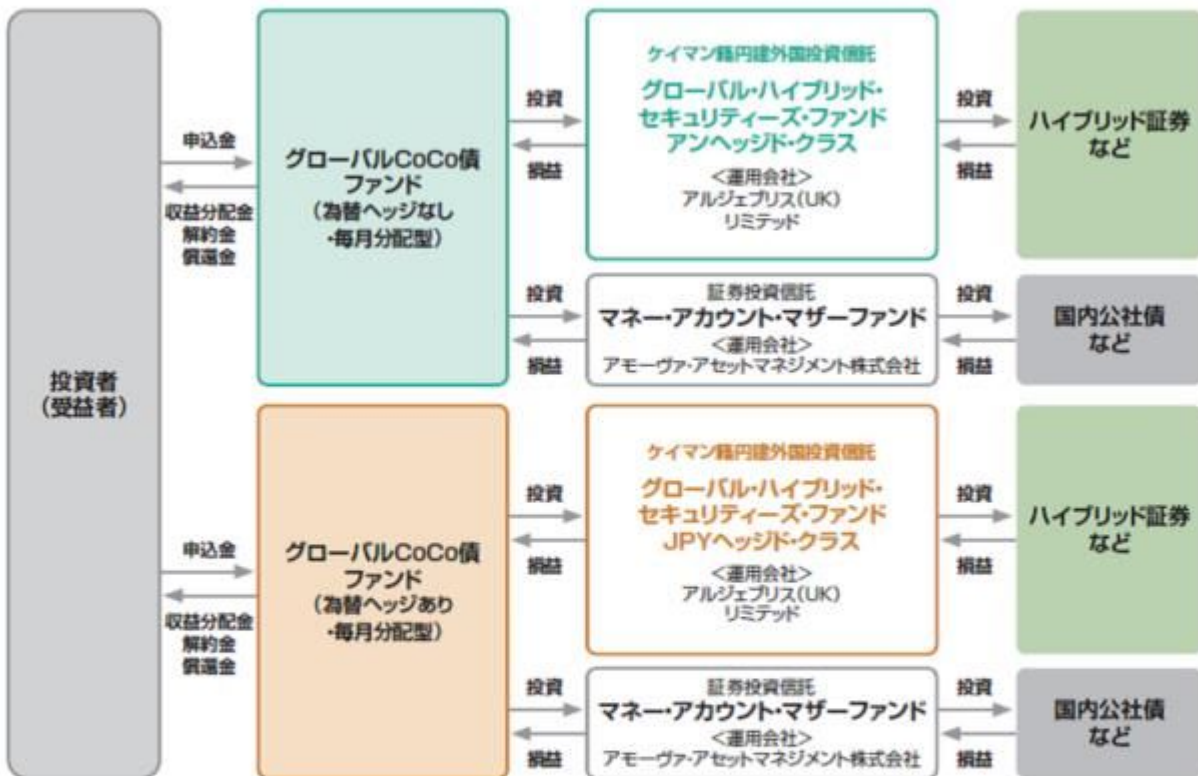 投資者
(受益者)
申込金
収益分配金
解約金
償還金
グローバルCoCo債
ファンド
(為替ヘッジなし
・毎月分配型)
投資
損益
ケイマン籍円建外国投資信託
グローバル・ハイブリッド・
セキュリティーズ・ファンド
アンヘッジド・クラス
<運用会社>
アルジェブリス(UK)
リミテッド
投資
損益
ハイブリッド証券
など
投資
損益
証券投資信託
マネー・アカウント・マザーファンド
<運用会社>
アモーヴァ・アセットマネジメント株式会社
投資
損益
国内公社債
など
申込金
収益分配金
解約金
償還金
グローバルCoCo債
ファンド
(為替ヘッジあり
・毎月分配型)
投資
損益
ケイマン籍円建外国投資信託
グローバル・ハイブリッド・
セキュリティーズ・ファンド
JPYヘッジド・クラス
<運用会社>
アルジェブリス(UK)
リミテッド
投資
損益
ハイブリッド証券
など
投資
損益
証券投資信託
マネー・アカウント・マザーファンド
<運用会社>
アモーヴァ・アセットマネジメント株式会社
投資
損益
国内公社債
など